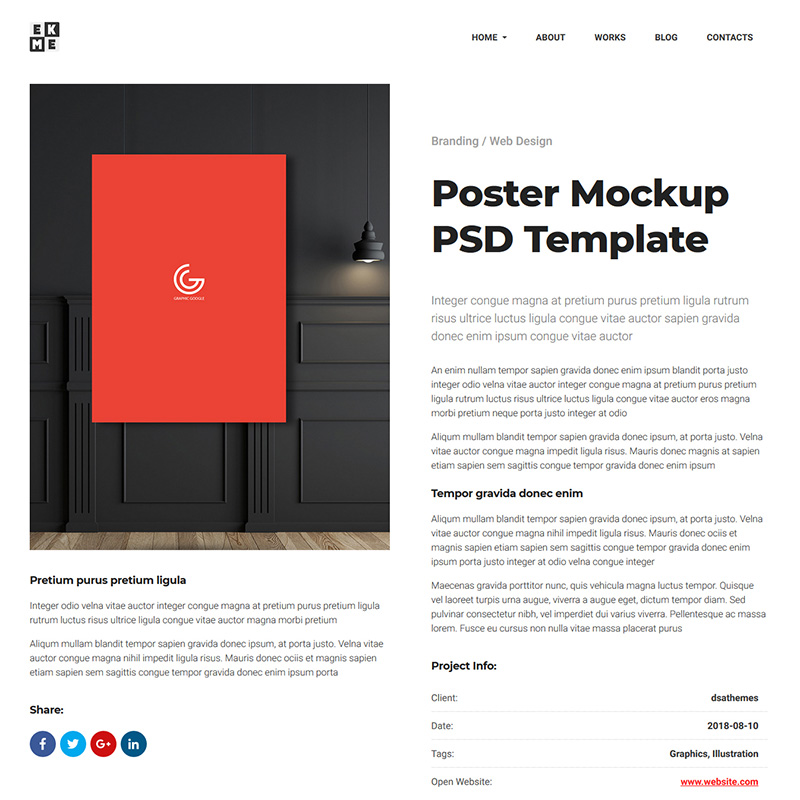 EK
ME
HOME
ABOUT
WORKS
BLOG
CONTACTS
GRAPHIC GOOGLE
Pretium purus pretium ligula
Integer odio velna vitae auctor integer congue magna at pretium purus pretium ligula
rutrum luctus risus ultrice ligula congue vitae auctor magna morbi pretium
Aliqum mullam blandit tempor sapien gravida donec ipsum, at porta justo. Velna vitae
auctor congue magna nihil impedit ligula risus. Mauris donec ociis et magnis sapien
etiam sapien sem sagittis congue tempor gravida donec enim ipsum porta
Share:
f
G+
in
Branding / Web Design
Poster Mockup
PSD Template
Integer congue magna at pretium purus pretium ligula rutrum
risus ultrice luctus ligula congue vitae auctor sapien gravida
donec enim ipsum congue vitae auctor
An enim nullam tempor sapien gravida donec enim ipsum blandit porta justo
integer odio velna vitae auctor integer congue magna at pretium purus pretium
ligula rutrum luctus risus ultrice luctus ligula congue vitae auctor eros magna
morbi pretium neque porta justo integer at odio
Aliqum mullam blandit tempor sapien gravida donec ipsum, at porta justo. Velna
vitae auctor congue magna impedit ligula risus. Mauris donec magnis at sapien
etiam sapien sem sagittis congue tempor gravida donec enim ipsum
Tempor gravida donec enim
Aliqum mullam blandit tempor sapien gravida donec ipsum, at porta justo. Velna
vitae auctor congue magna nihil impedit ligula risus. Mauris donec ociis et
magnis sapien etiam sapien sem sagittis congue tempor gravida donec enim
ipsum porta justo integer at odio velna congue integer
Maecenas gravida porttitor nunc, quis vehicula magna luctus tempor. Quisque
vel laoreet turpis urna augue, viverra a augue eget, dictum tempor diam. Sed
pulvinar consectetur nibh, vel imperdiet dui varius viverra. Pellentesque ac massa
lorem. Fusce eu cursus non nulla vitae massa placerat purus
Project Info:
Client: dsathemes
Date: 2018-08-10
Tags: Graphics, Illustration
Open Website: www.website.com